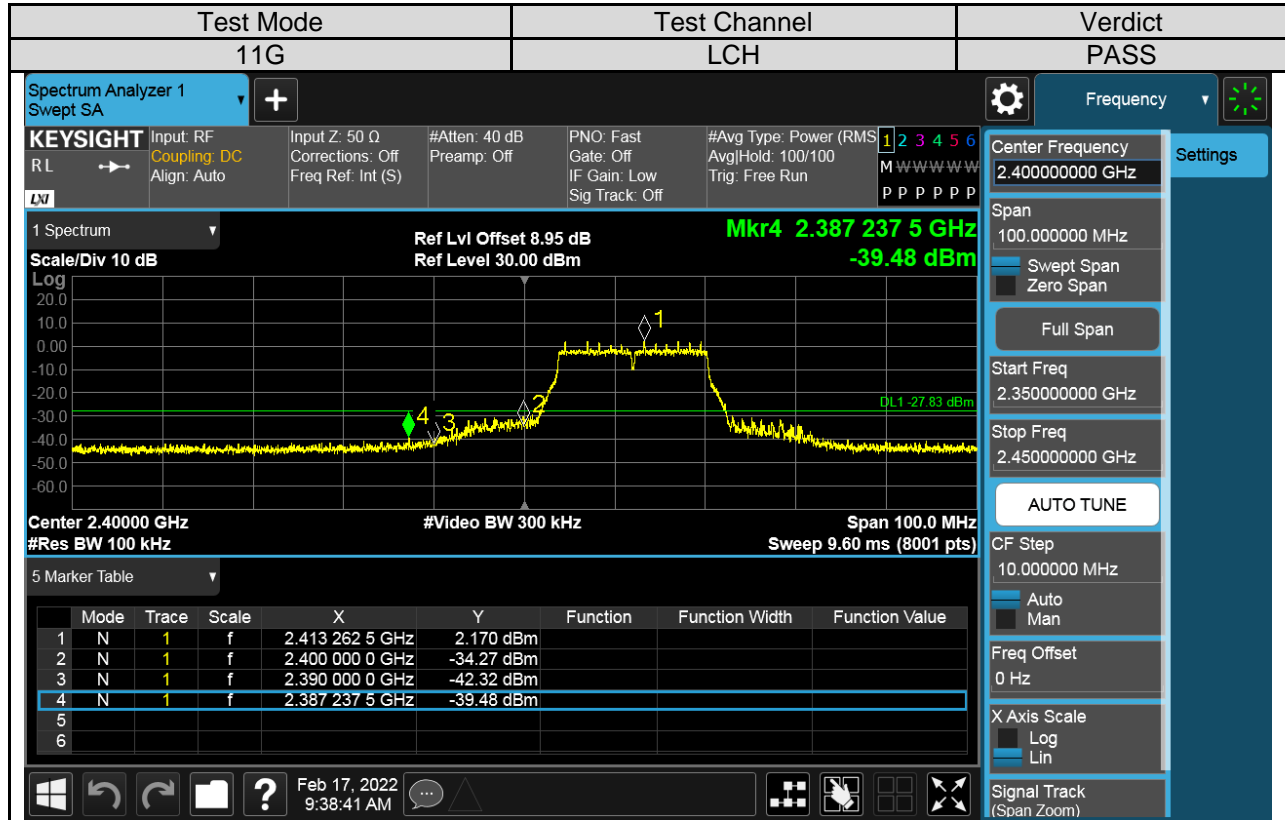 Test Mode Test Channel Verdict
11G LCH PASS
Spectrum Analyzer 1
Swept SA
+
Frequency
KEYSIGHT Input: RF Input Z: 50 Ω #Atten: 40 dB PNO: Fast #Avg Type: Power (RMS 1 2 3 4 5 6
RL Coupling: DC Corrections: Off Preamp: Off Gate: Off Avg|Hold: 100/100 M W W W W W
Align: Auto Freq Ref: Int (S) IF Gain: Low Trig: Free Run
LXI Sig Track: Off P P P P P P
1 Spectrum
Ref Lvl Offset 8.95 dB Mkr4 2.387 237 5 GHz
Scale/Div 10 dB Ref Level 30.00 dBm -39.48 dBm
Log
20.0
10.0
0.00
-10.0
-20.0
-30.0
-40.0
-50.0
-60.0
1
2
3
4
DL1 -27.83 dBm
Center 2.40000 GHz #Video BW 300 kHz Span 100.0 MHz
#Res BW 100 kHz Sweep 9.60 ms (8001 pts)
5 Marker Table
Mode Trace Scale X Y Function Function Width Function Value
1 N 1 f 2.413 262 5 GHz 2.170 dBm
2 N 1 f 2.400 000 0 GHz -34.27 dBm
3 N 1 f 2.390 000 0 GHz -42.32 dBm
4 N 1 f 2.387 237 5 GHz -39.48 dBm
5
6
?
Feb 17, 2022
9:38:41 AM
Center Frequency
2.400000000 GHz
Settings
Span
100.000000 MHz
Swept Span
Zero Span
Full Span
Start Freq
2.350000000 GHz
Stop Freq
2.450000000 GHz
AUTO TUNE
CF Step
10.000000 MHz
Auto
Man
Freq Offset
0 Hz
X Axis Scale
Log
Lin
Signal Track
(Span Zoom)